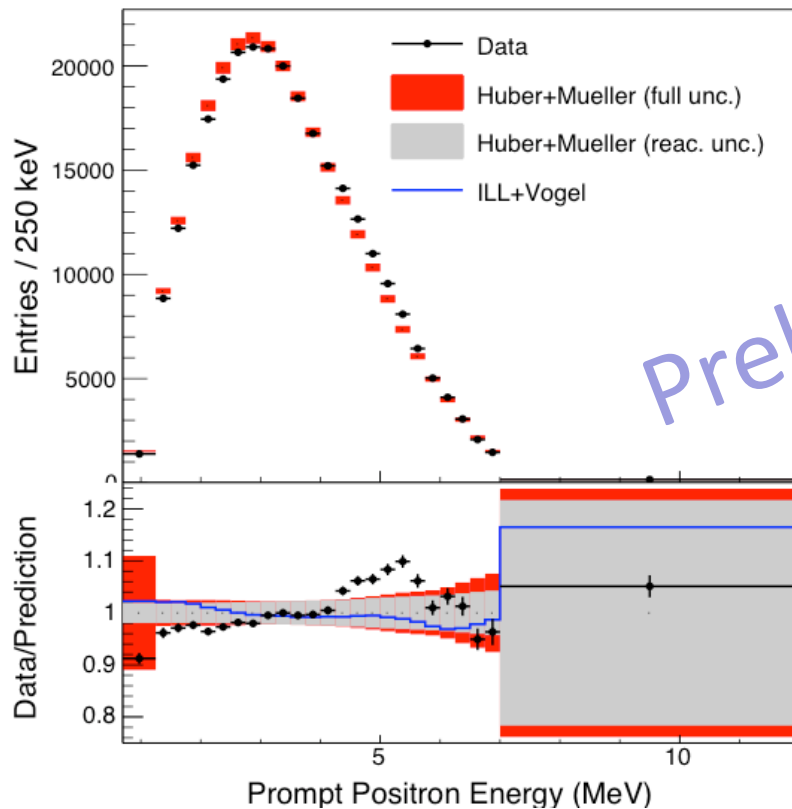 Entries / 250 keV
20000
15000
10000
5000
0
Data
Huber+Mueller (full unc.)
Huber+Mueller (reac. unc.)
ILL+Vogel
Prel
Data/Prediction
1.2
1.1
1
0.9
0.8
5
10
Prompt Positron Energy (MeV)